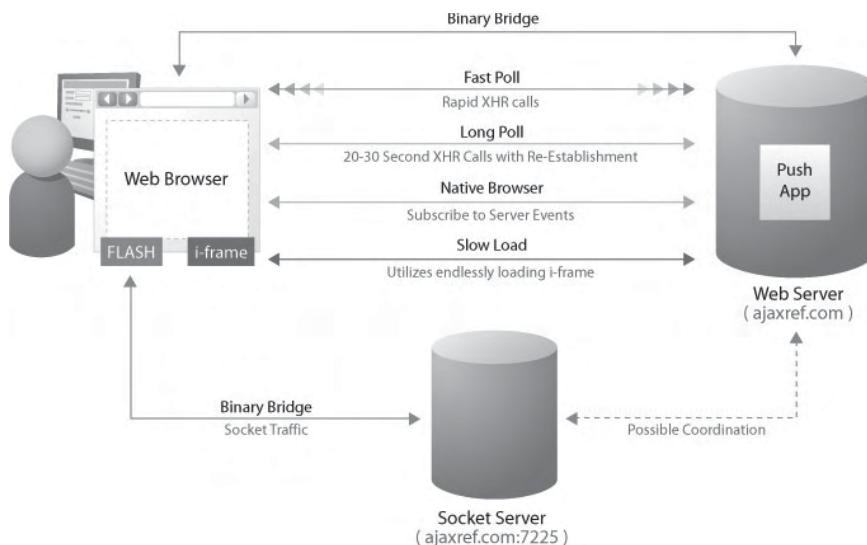 Binary Bridge
Fast Poll
Rapid XHR calls
Long Poll
20-30 Second XHR Calls with Re-Establishment
Web Browser
Push
App
Native Browser
Subscribe to Server Events
FLASH
i-frame
Slow Load
Utilizes endlessly loading i-frame
Web Server
( ajaxref.com )
Binary Bridge
Socket Traffic
Possible Coordination
Socket Server
( ajaxref.com:7225 )